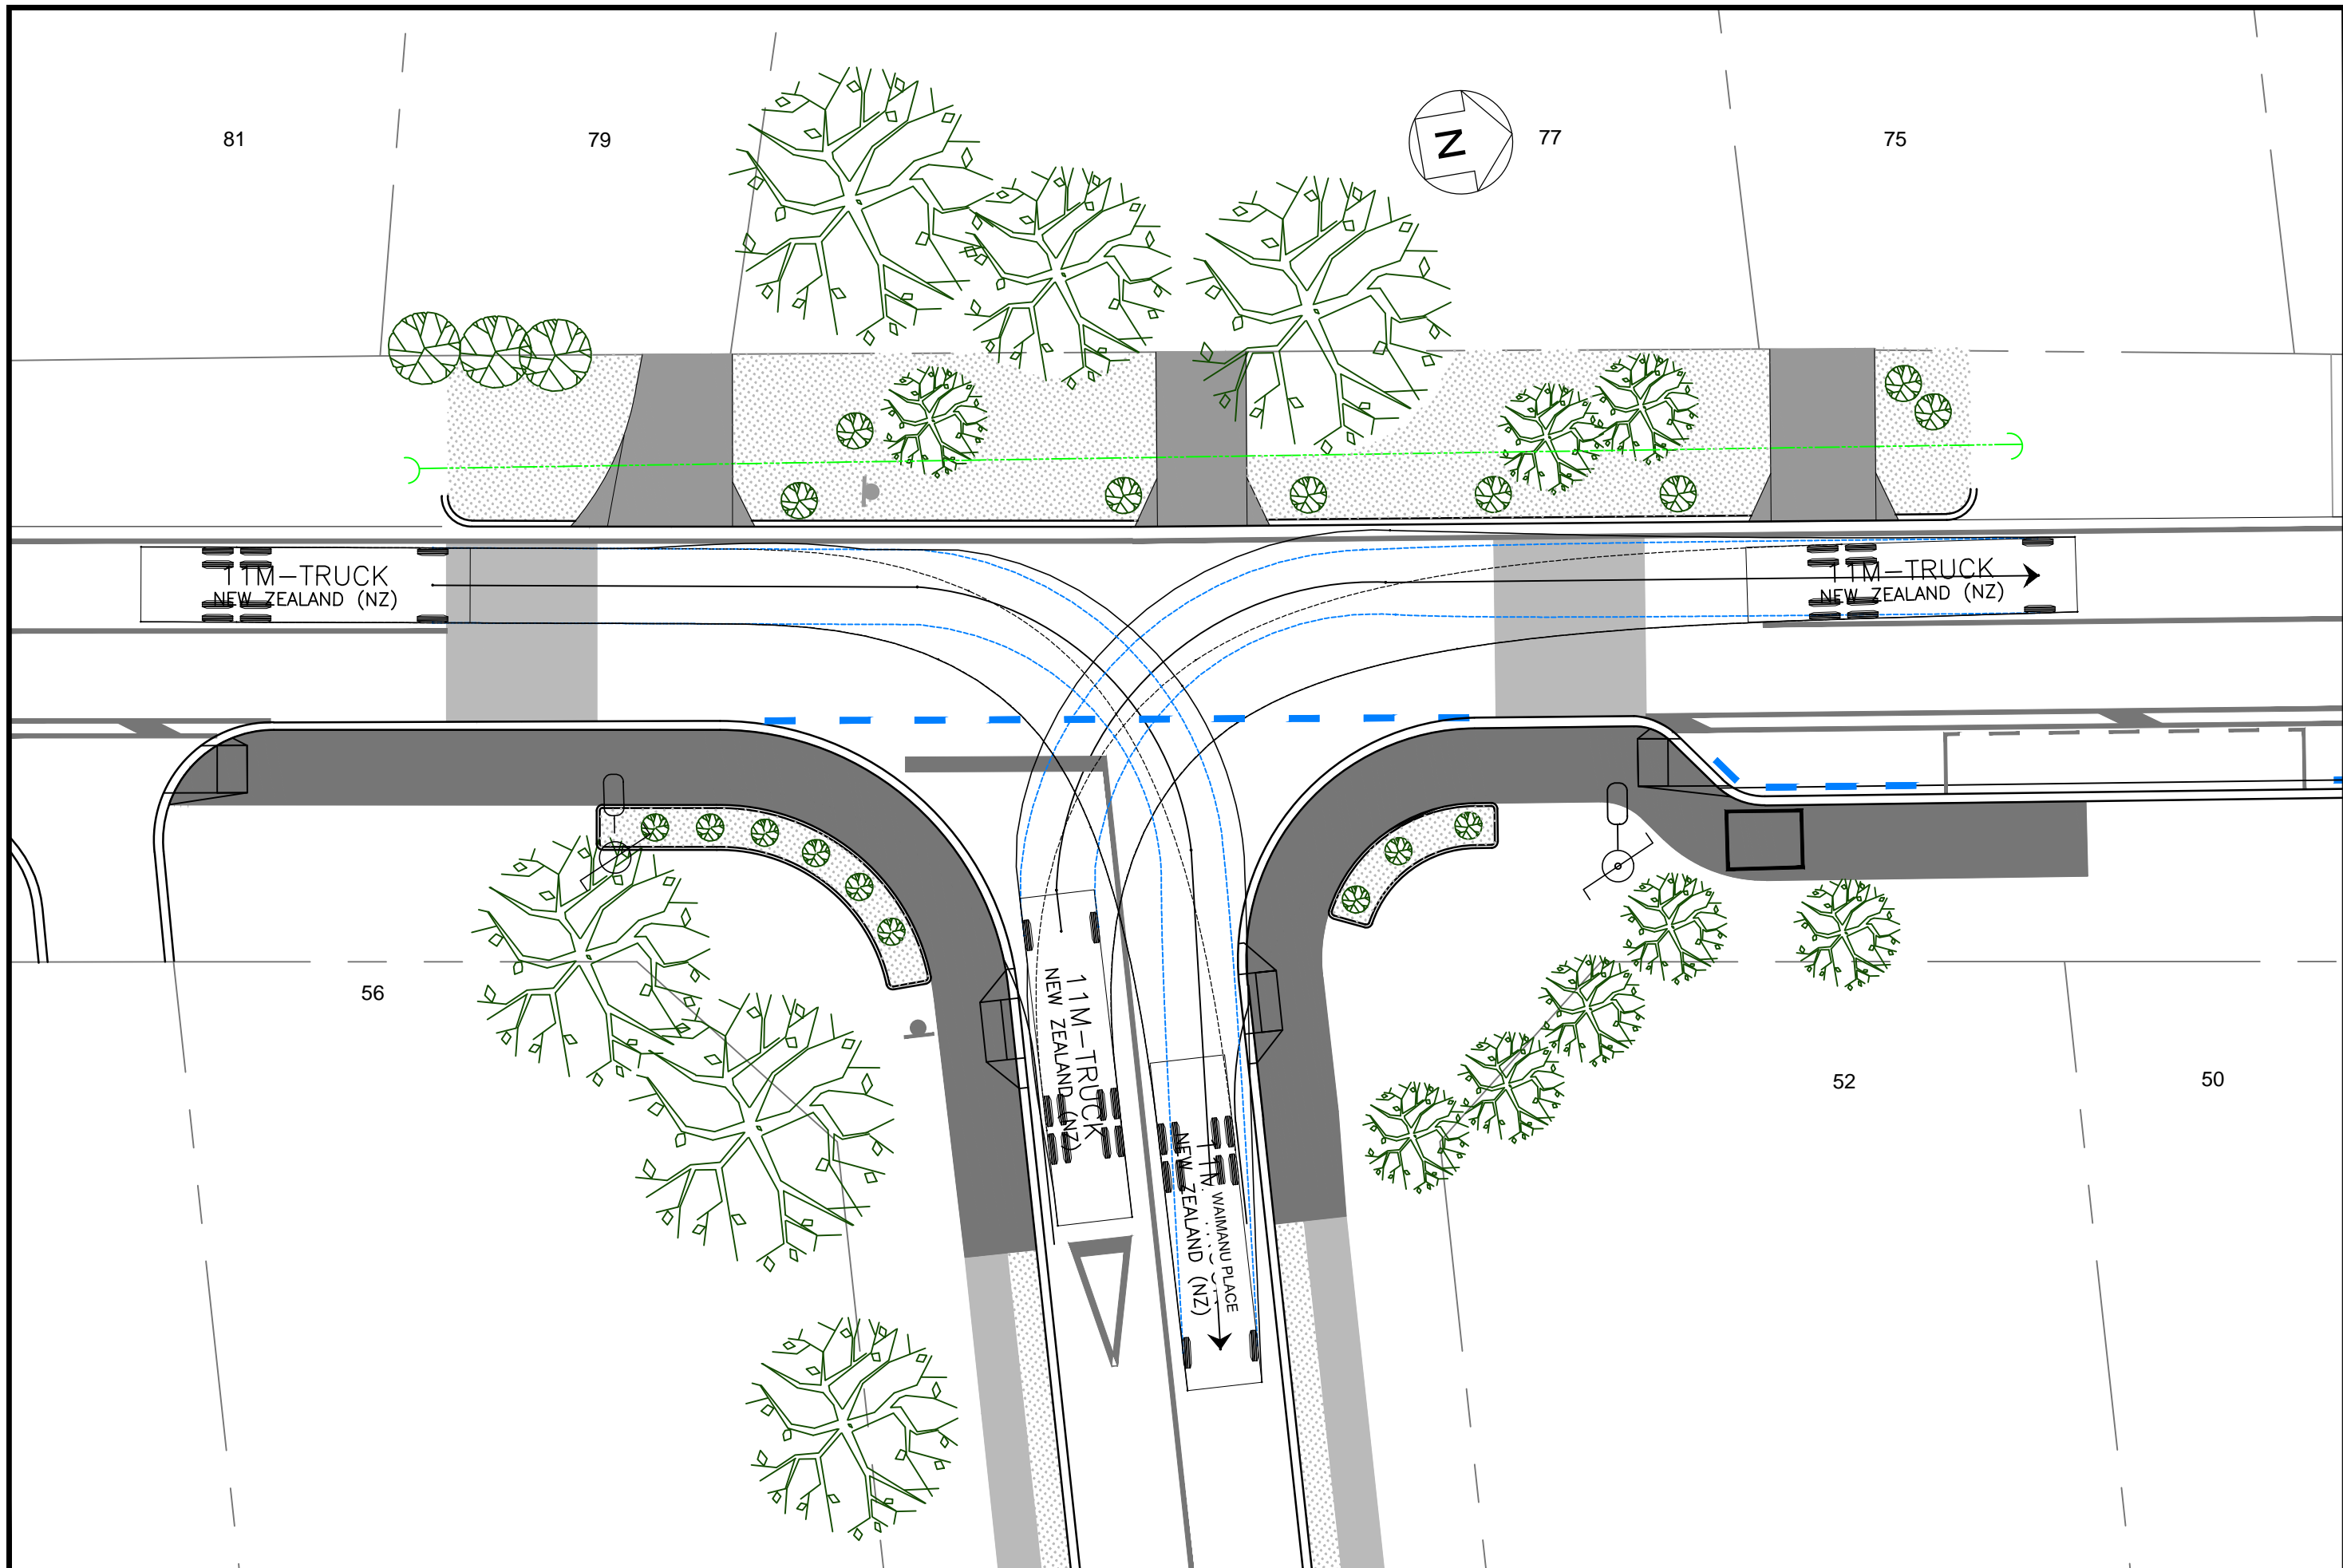 81
79
N
77
75
11M-TRUCK
NEW ZEALAND (NZ)
11M-TRUCK
NEW ZEALAND (NZ)
56
11M-TRUCK
NEW ZEALAND (NZ)
52
50
WAIMANU PLACE
NEW ZEALAND (NZ)